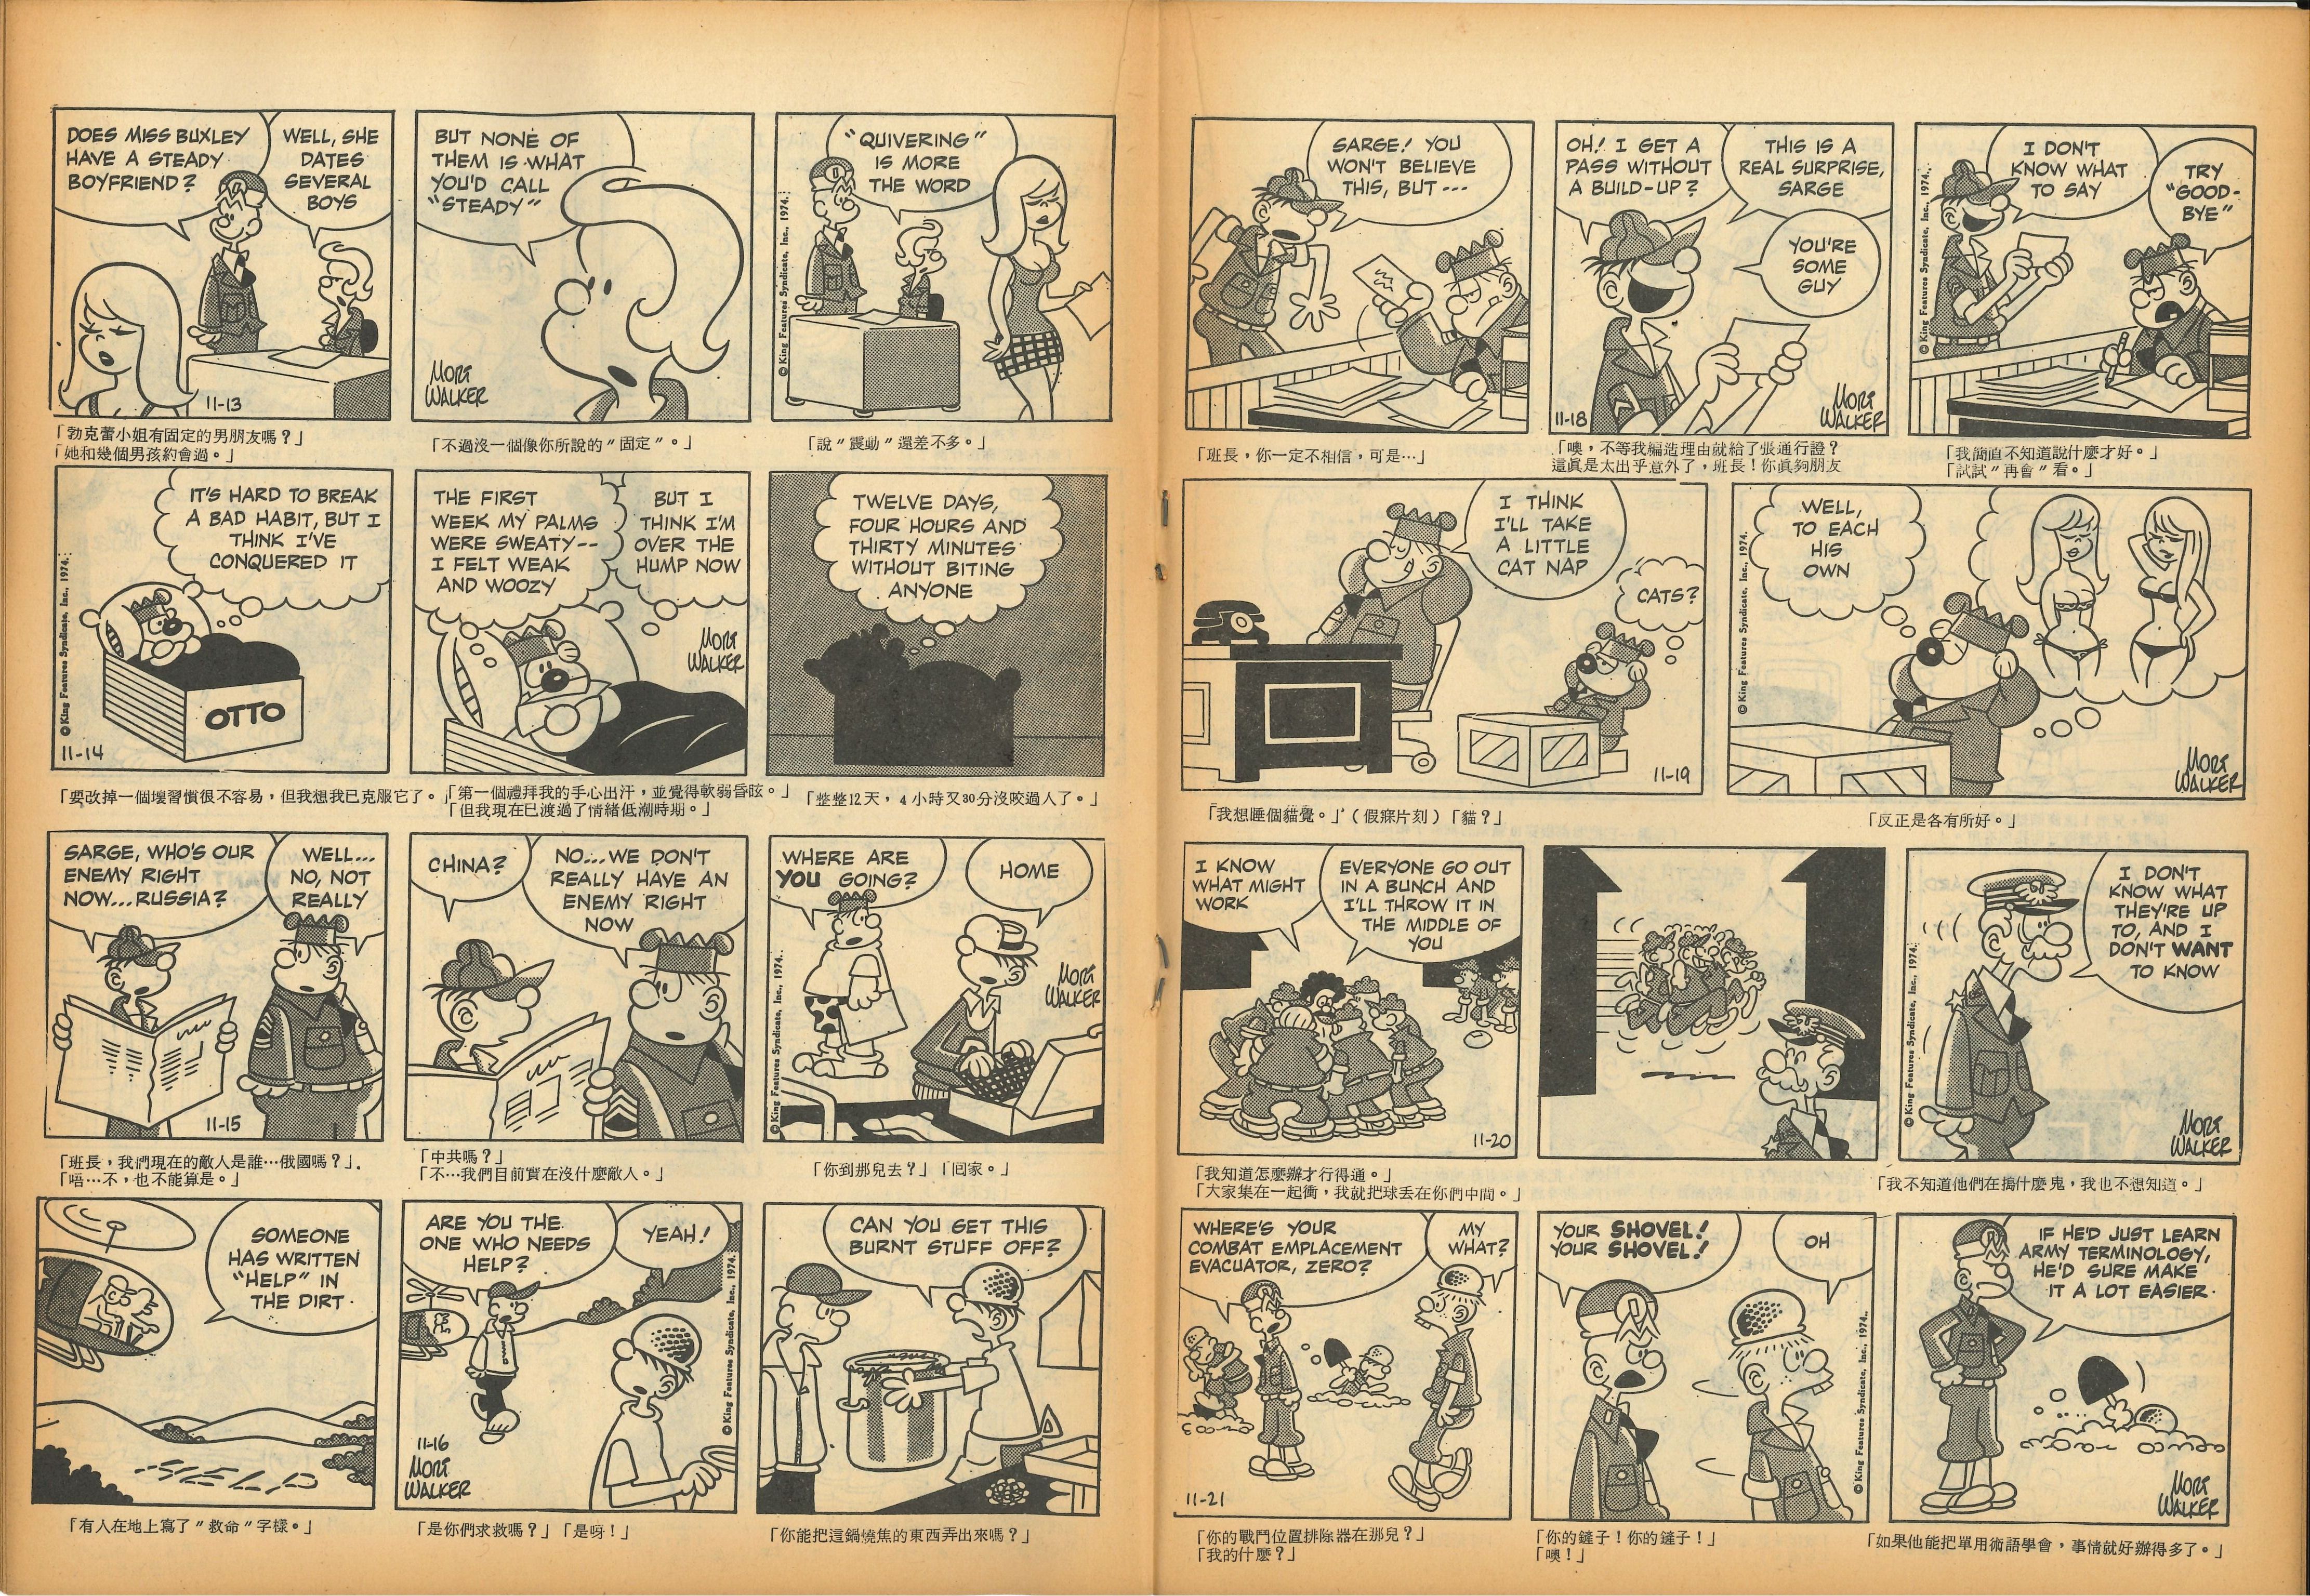 DOES MISS BUXLEY
HAVE A STEADY
BOYFRIEND?
WELL, SHE
DATES
SEVERAL
BOYS
11-13
「勃克蕾小姐有固定的男朋友嗎？」
「她和幾個男孩約會過。」
BUT NONE OF
THEM IS WHAT
YOU'D CALL
"STEADY"
MORT
WALKER
「不過沒一個像你所說的"固定"。」
"QUIVERING"
IS MORE
THE WORD
© King Features Syndicate, Inc., 1974.
「說"震動"還差不多。」
IT'S HARD TO BREAK
A BAD HABIT, BUT I
THINK I'VE
CONQUERED IT
OTTO
© King Features Syndicate, Inc., 1974.
11-14
「要改掉一個壞習慣很不容易，但我想我已克服它了。」
THE FIRST
WEEK MY PALMS
WERE SWEATY--
I FELT WEAK
AND WOOZY
BUT I
THINK I'M
OVER THE
HUMP NOW
MORT
WALKER
「第一個禮拜我的手心出汗，並覺得軟弱昏眩。」
「但我現在已渡過了情緒低潮時期。」
TWELVE DAYS,
FOUR HOURS AND
THIRTY MINUTES
WITHOUT BITING
ANYONE
「整整12天，4小時又30分沒咬過人了。」
SARGE, WHO'S OUR
ENEMY RIGHT
NOW...RUSSIA?
WELL...
NO, NOT
REALLY
11-15
「班長，我們現在的敵人是誰…俄國嗎？」
「唔…不，也不能算是。」
CHINA?
NO...WE DON'T
REALLY HAVE AN
ENEMY RIGHT
NOW
「中共嗎？」
「不…我們目前實在沒什麼敵人。」
WHERE ARE
YOU GOING?
HOME
MORT
WALKER
© King Features Syndicate, Inc., 1974.
「你到那兒去？」「回家。」
SOMEONE
HAS WRITTEN
"HELP" IN
THE DIRT
「有人在地上寫了"救命"字樣。」
ARE YOU THE
ONE WHO NEEDS
HELP?
YEAH!
© King Features Syndicate, Inc., 1974.
11-16
MORT
WALKER
「是你們求救嗎？」「是呀！」
CAN YOU GET THIS
BURNT STUFF OFF?
「你能把這鍋燒焦的東西弄出來嗎？」
SARGE! YOU
WON'T BELIEVE
THIS, BUT---
「班長，你一定不相信，可是…」
OH! I GET A
PASS WITHOUT
A BUILD-UP?
THIS IS A
REAL SURPRISE,
SARGE
YOU'RE
SOME
GUY
11-18
MORT
WALKER
「噢，不等我編造理由就給了張通行證？
這眞是太出乎意外了，班長！你眞夠朋友
I DON'T
KNOW WHAT
TO SAY
TRY
"GOOD-
BYE"
© King Features Syndicate, Inc., 1974.
「我簡直不知道說什麼才好。」
「試試"再會"看。」
I THINK
I'LL TAKE
A LITTLE
CAT NAP
CATS?
11-19
「我想睡個貓覺。」（假寐片刻）「貓？」
WELL,
TO EACH
HIS
OWN
© King Features Syndicate, Inc., 1974.
MORT
WALKER
「反正是各有所好。」
I KNOW
WHAT MIGHT
WORK
EVERYONE GO OUT
IN A BUNCH AND
I'LL THROW IT IN
THE MIDDLE OF
YOU
11-20
「我知道怎麼辦才行得通。」
「大家集在一起衝，我就把球丟在你們中間。」
I DON'T
KNOW WHAT
THEY'RE UP
TO, AND I
DON'T WANT
TO KNOW
© King Features Syndicate, Inc., 1974.
MORT
WALKER
「我不知道他們在搞什麼鬼，我也不想知道。」
WHERE'S YOUR
COMBAT EMPLACEMENT
EVACUATOR, ZERO?
MY
WHAT?
11-21
「你的戰鬥位置排除器在那兒？」
「我的什麼？」
YOUR SHOVEL!
YOUR SHOVEL!
OH
© King Features Syndicate, Inc., 1974.
「你的鏟子！你的鏟子！」
「噢！」
IF HE'D JUST LEARN
ARMY TERMINOLOGY,
HE'D SURE MAKE
IT A LOT EASIER.
MORT
WALKER
「如果他能把單用術語學會，事情就好辦得多了。」